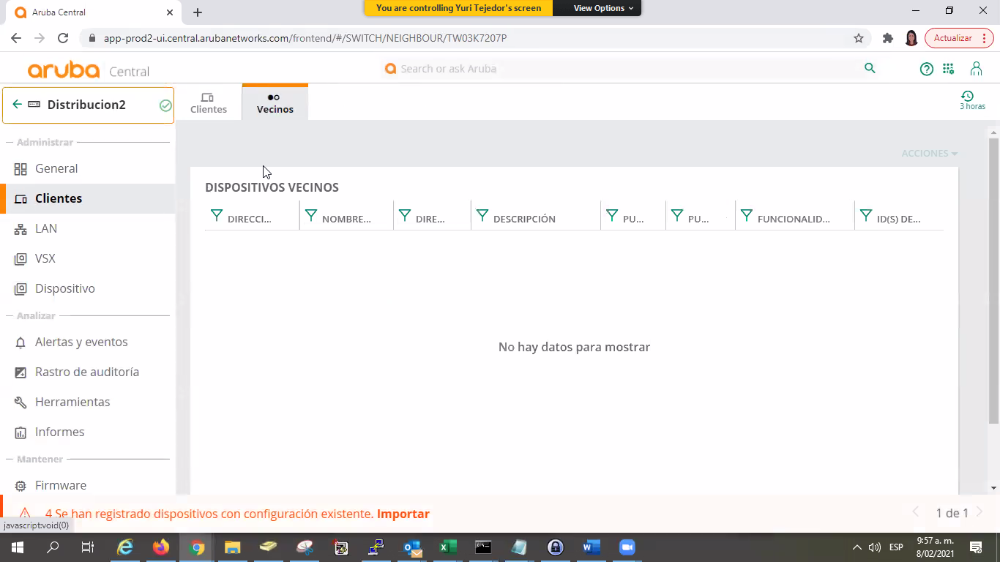 You are controlling Yuri Tejedor's screen
View Options
Aruba Central
app-prod2-ui.central.arubanetworks.com/frontend/#/SWITCH/NEIGHBOUR/TW03K7207P
Actualizar
aruba Central
Search or ask Aruba
Distribucion2
Clientes
Vecinos
3 horas
Administrar
General
Clientes
LAN
VSX
Dispositivo
Analizar
Alertas y eventos
Rastro de auditoría
Herramientas
Informes
Mantener
Firmware
ACCIONES
DISPOSITIVOS VECINOS
DIRECCI... NOMBRE... DIRE... DESCRIPCIÓN PU... PU... FUNCIONALID... ID(S) DE...
No hay datos para mostrar
4 Se han registrado dispositivos con configuración existente. Importar
1 de 1
javascript:void(0)
ESP
9:57 a. m.
8/02/2021